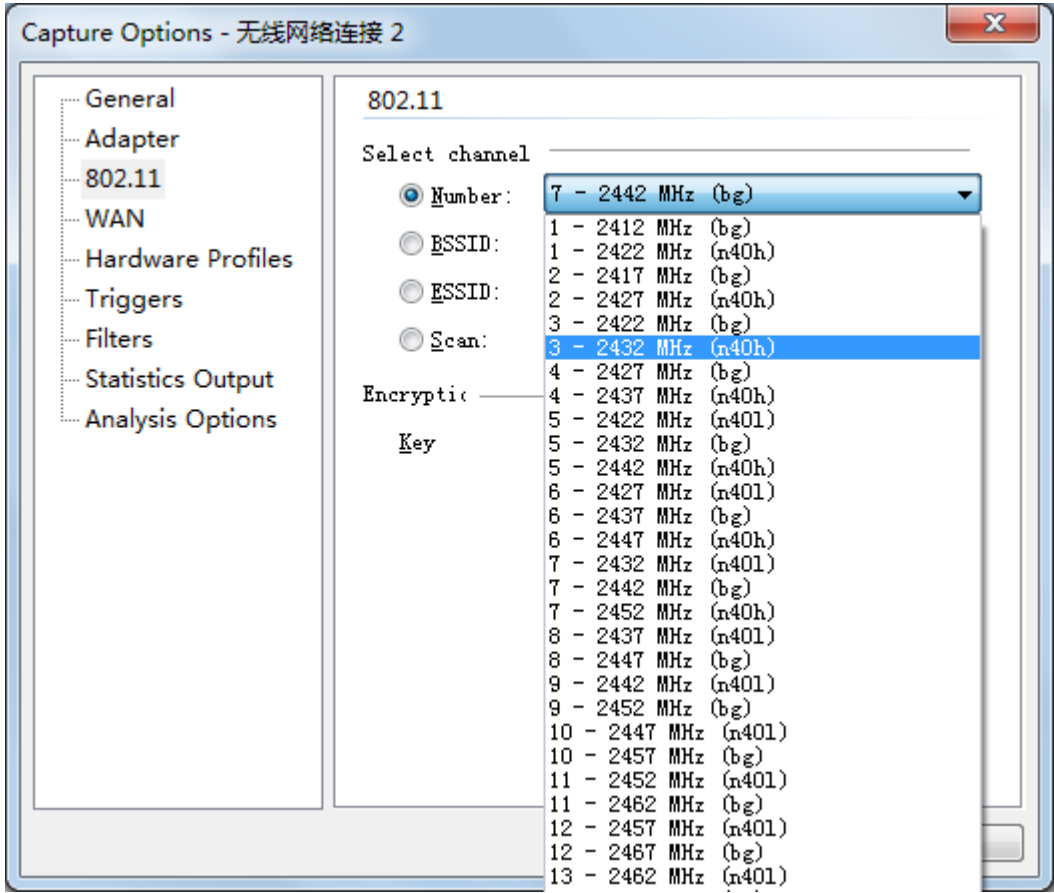 Capture Options - 无线网络连接 2
General
Adapter
802.11
WAN
Hardware Profiles
Triggers
Filters
Statistics Output
Analysis Options
802.11
Select channel
Number:
7 - 2442 MHz (bg)
BSSID:
ESSID:
Scan:
Encryptic
Key
1 - 2412 MHz (bg)
1 - 2422 MHz (n40h)
2 - 2417 MHz (bg)
2 - 2427 MHz (n40h)
3 - 2422 MHz (bg)
3 - 2432 MHz (n40h)
4 - 2427 MHz (bg)
4 - 2437 MHz (n40h)
5 - 2422 MHz (n40l)
5 - 2432 MHz (bg)
5 - 2442 MHz (n40h)
6 - 2427 MHz (n40l)
6 - 2437 MHz (bg)
6 - 2447 MHz (n40h)
7 - 2432 MHz (n40l)
7 - 2442 MHz (bg)
7 - 2452 MHz (n40h)
8 - 2437 MHz (n40l)
8 - 2447 MHz (bg)
9 - 2442 MHz (n40l)
9 - 2452 MHz (bg)
10 - 2447 MHz (n40l)
10 - 2457 MHz (bg)
11 - 2452 MHz (n40l)
11 - 2462 MHz (bg)
12 - 2457 MHz (n40l)
12 - 2467 MHz (bg)
13 - 2462 MHz (n40l)